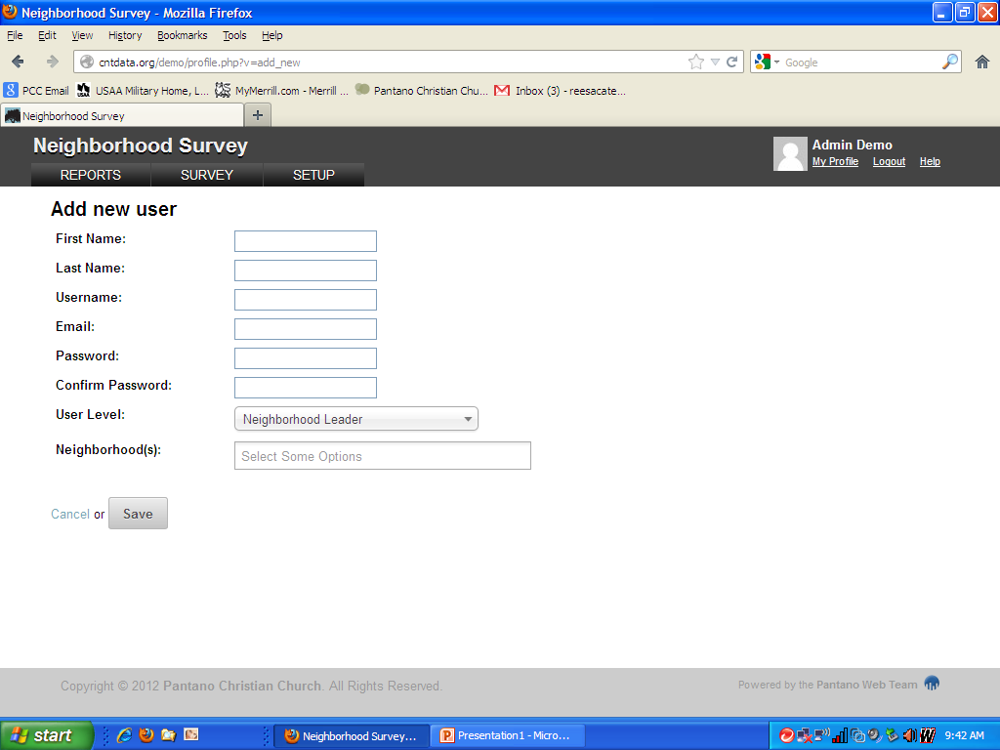 Neighborhood Survey - Mozilla Firefox
File Edit View History Bookmarks Tools Help
cntdata.org/demo/profile.php?v=add_new
Google
PCC Email USAA Military Home, L... MyMerrill.com - Merrill ... Pantano Christian Chu... Inbox (3) - reesacate...
Neighborhood Survey
Neighborhood Survey
Admin Demo
My Profile Logout Help
REPORTS SURVEY SETUP
Add new user
First Name:
Last Name:
Username:
Email:
Password:
Confirm Password:
User Level: Neighborhood Leader
Neighborhood(s): Select Some Options
Cancel or Save
Copyright © 2012 Pantano Christian Church. All Rights Reserved.
Powered by the Pantano Web Team
start Neighborhood Survey... Presentation1 - Micro... 9:42 AM